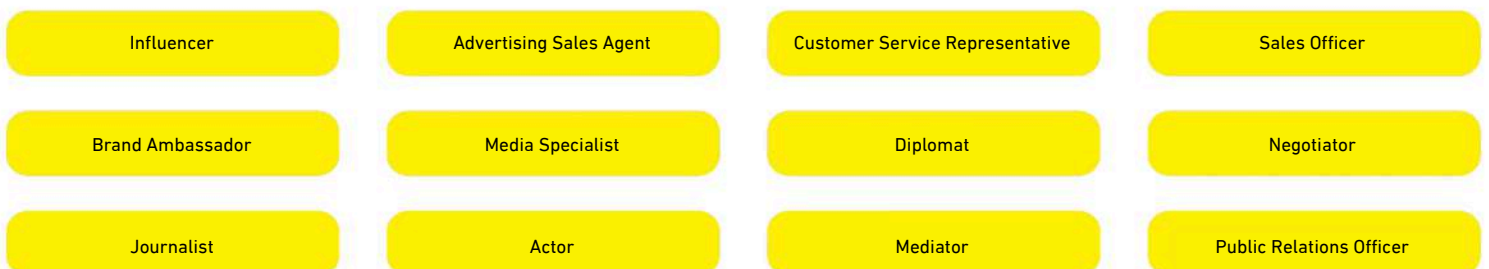 Influencer
Advertising Sales Agent
Customer Service Representative
Sales Officer
Brand Ambassador
Media Specialist
Diplomat
Negotiator
Journalist
Actor
Mediator
Public Relations Officer